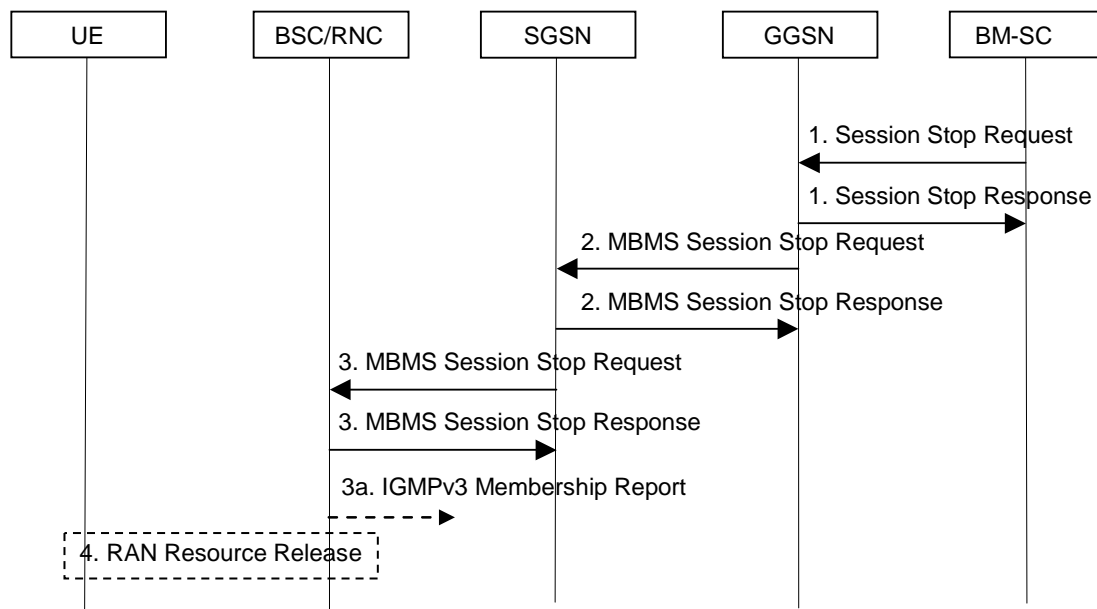 UE
BSC/RNC
SGSN
GGSN
BM-SC
1. Session Stop Request
1. Session Stop Response
2. MBMS Session Stop Request
2. MBMS Session Stop Response
3. MBMS Session Stop Request
3. MBMS Session Stop Response
3a. IGMPv3 Membership Report
4. RAN Resource Release